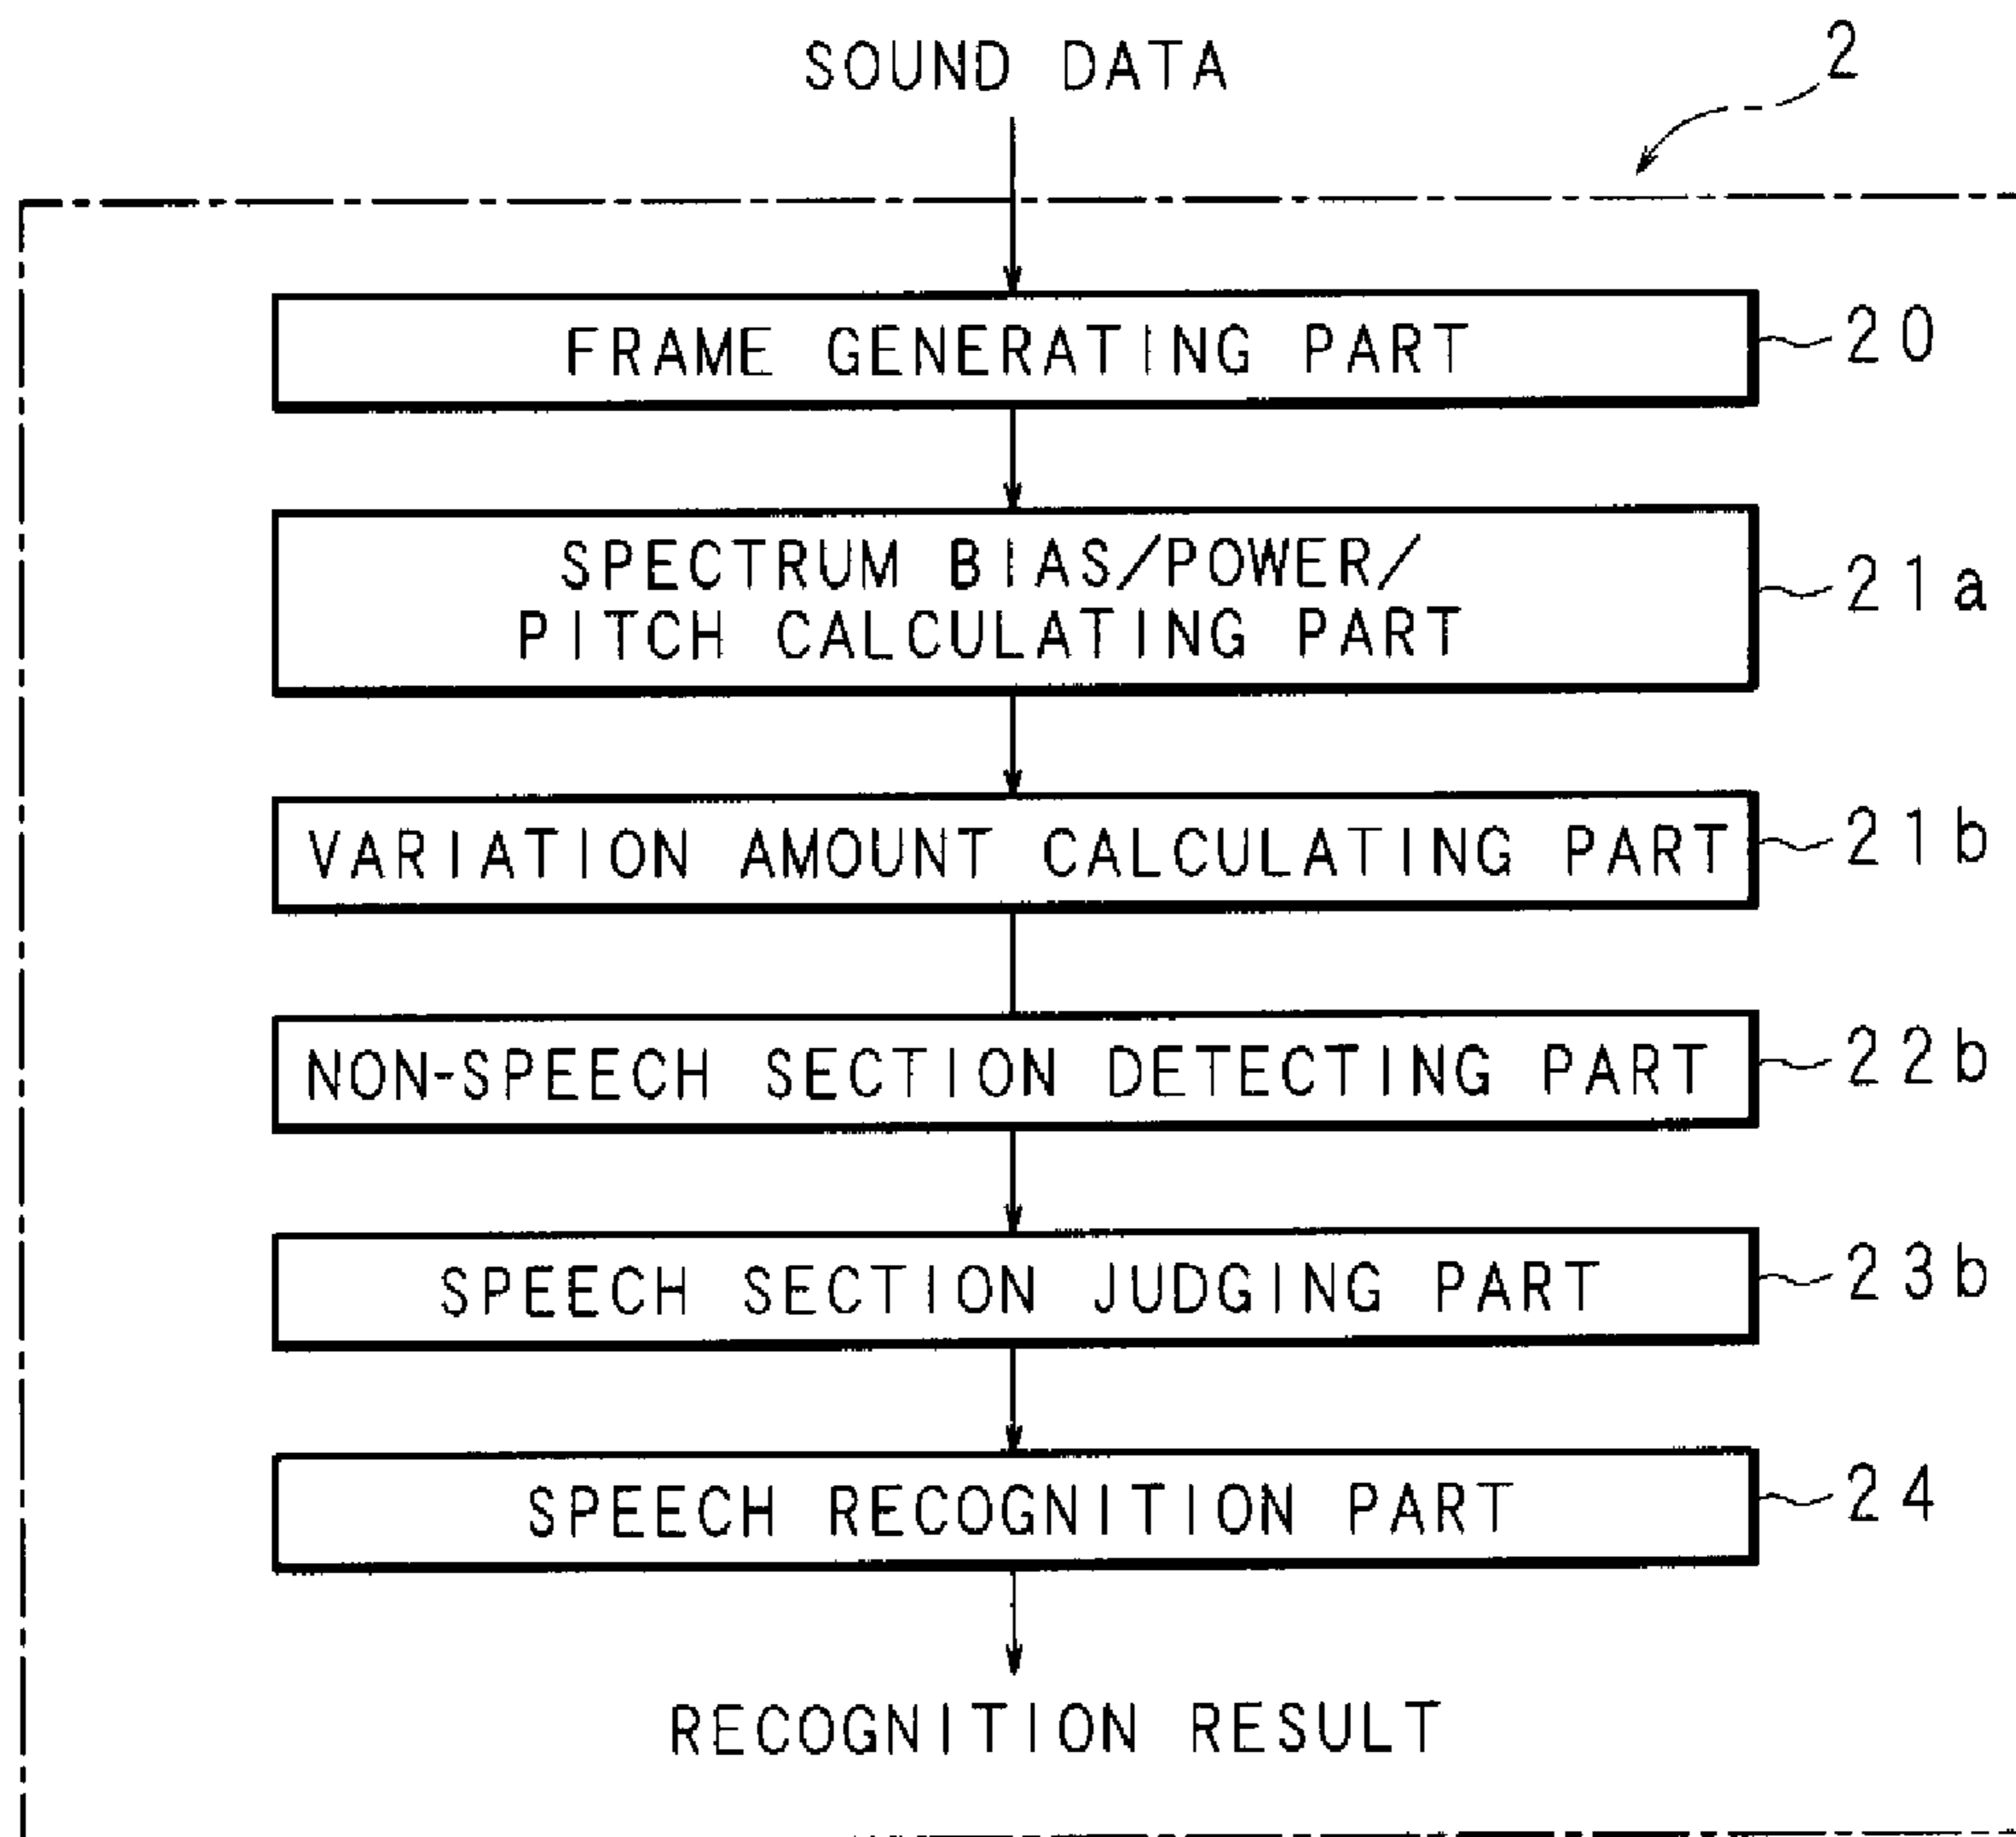 SOUND DATA
2
FRAME GENERATING PART
20
SPECTRUM BIAS/POWER/
PITCH CALCULATING PART
21a
VARIATION AMOUNT CALCULATING PART
21b
NON-SPEECH SECTION DETECTING PART
22b
SPEECH SECTION JUDGING PART
23b
SPEECH RECOGNITION PART
24
RECOGNITION RESULT